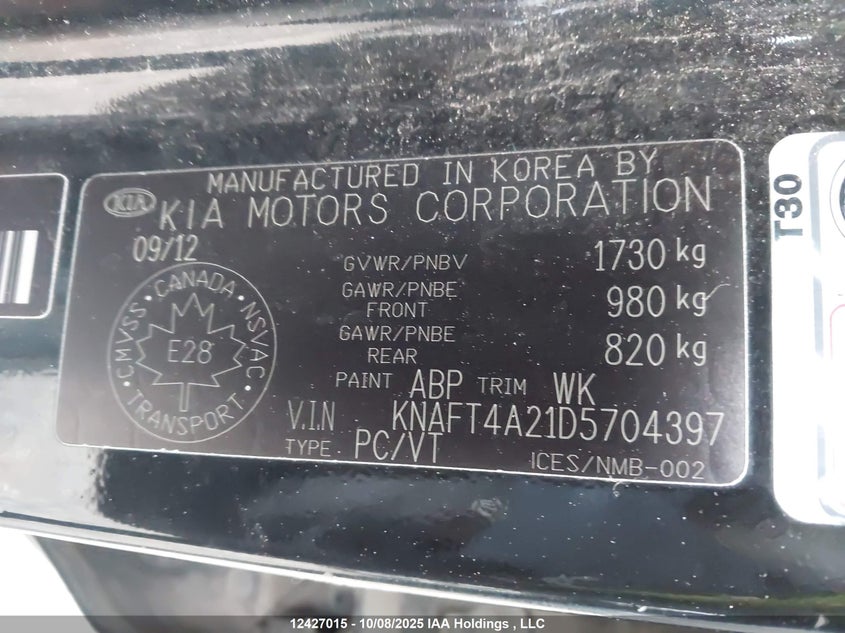 MANUFACTURED IN KOREA BY
KIA
KIA MOTORS CORPORATION
09/12
GVWR/PNBV 1730 kg
GAWR/PNBE FRONT 980 kg
GAWR/PNBE REAR 820 kg
CMVSS · CANADA · NSVAC
E28
TRANSPORT
PAINT ABP TRIM WK
V.I.N KNAFT4A21D5704397
TYPE PC/VT
ICES/NMB-002
T30
12427015 - 10/08/2025 IAA Holdings , LLC